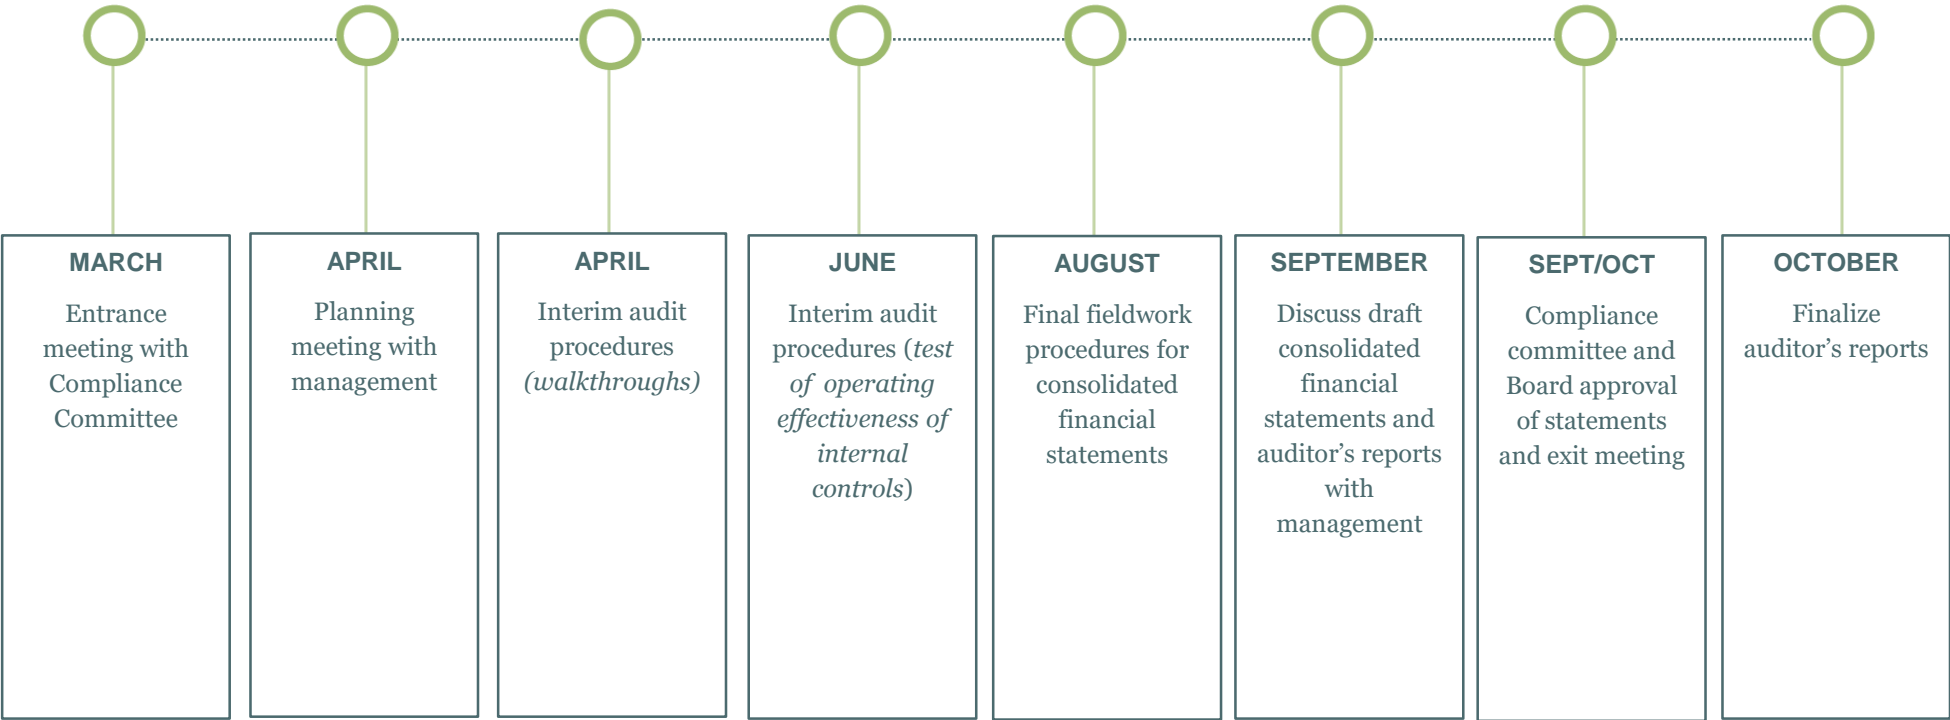 MARCH
Entrance
meeting with
Compliance
Committee
APRIL
Planning
meeting with
management
APRIL
Interim audit
procedures
(walkthroughs)
JUNE
Interim audit
procedures (test
of operating
effectiveness of
internal
controls)
AUGUST
Final fieldwork
procedures for
consolidated
financial
statements
SEPTEMBER
Discuss draft
consolidated
financial
statements and
auditor’s reports
with
management
SEPT/OCT
Compliance
committee and
Board approval
of statements
and exit meeting
OCTOBER
Finalize
auditor’s reports